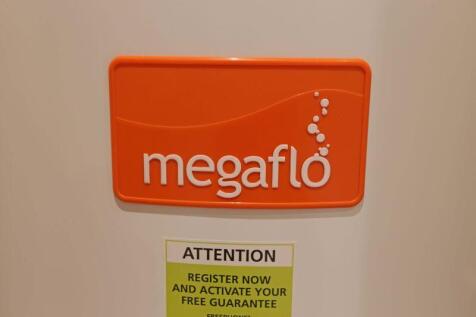 megaflo
ATTENTION
REGISTER NOW
AND ACTIVATE YOUR
FREE GUARANTEE